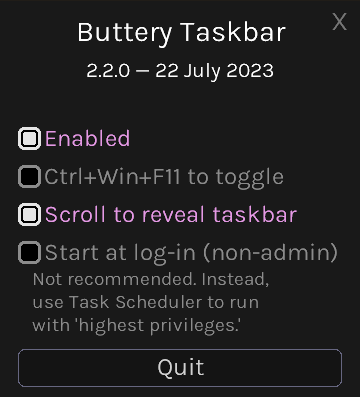 X
Buttery Taskbar
2.2.0 — 22 July 2023
Enabled
Ctrl+Win+F11 to toggle
Scroll to reveal taskbar
Start at log-in (non-admin)
Not recommended. Instead,
use Task Scheduler to run
with 'highest privileges.'
Quit